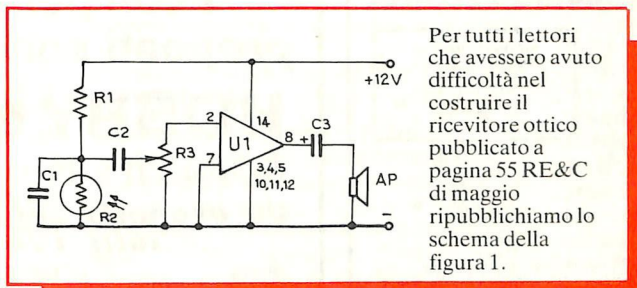 +12V
R1
C2
2
14
U1
8
+
C3
R3
7
3,4,5
10,11,12
AP
C1
R2
−
Per tutti i lettori
che avessero avuto
difficoltà nel
costruire il
ricevitore ottico
pubblicato a
pagina 55 RE&C
di maggio
ripubblichiamo lo
schema della
figura 1.